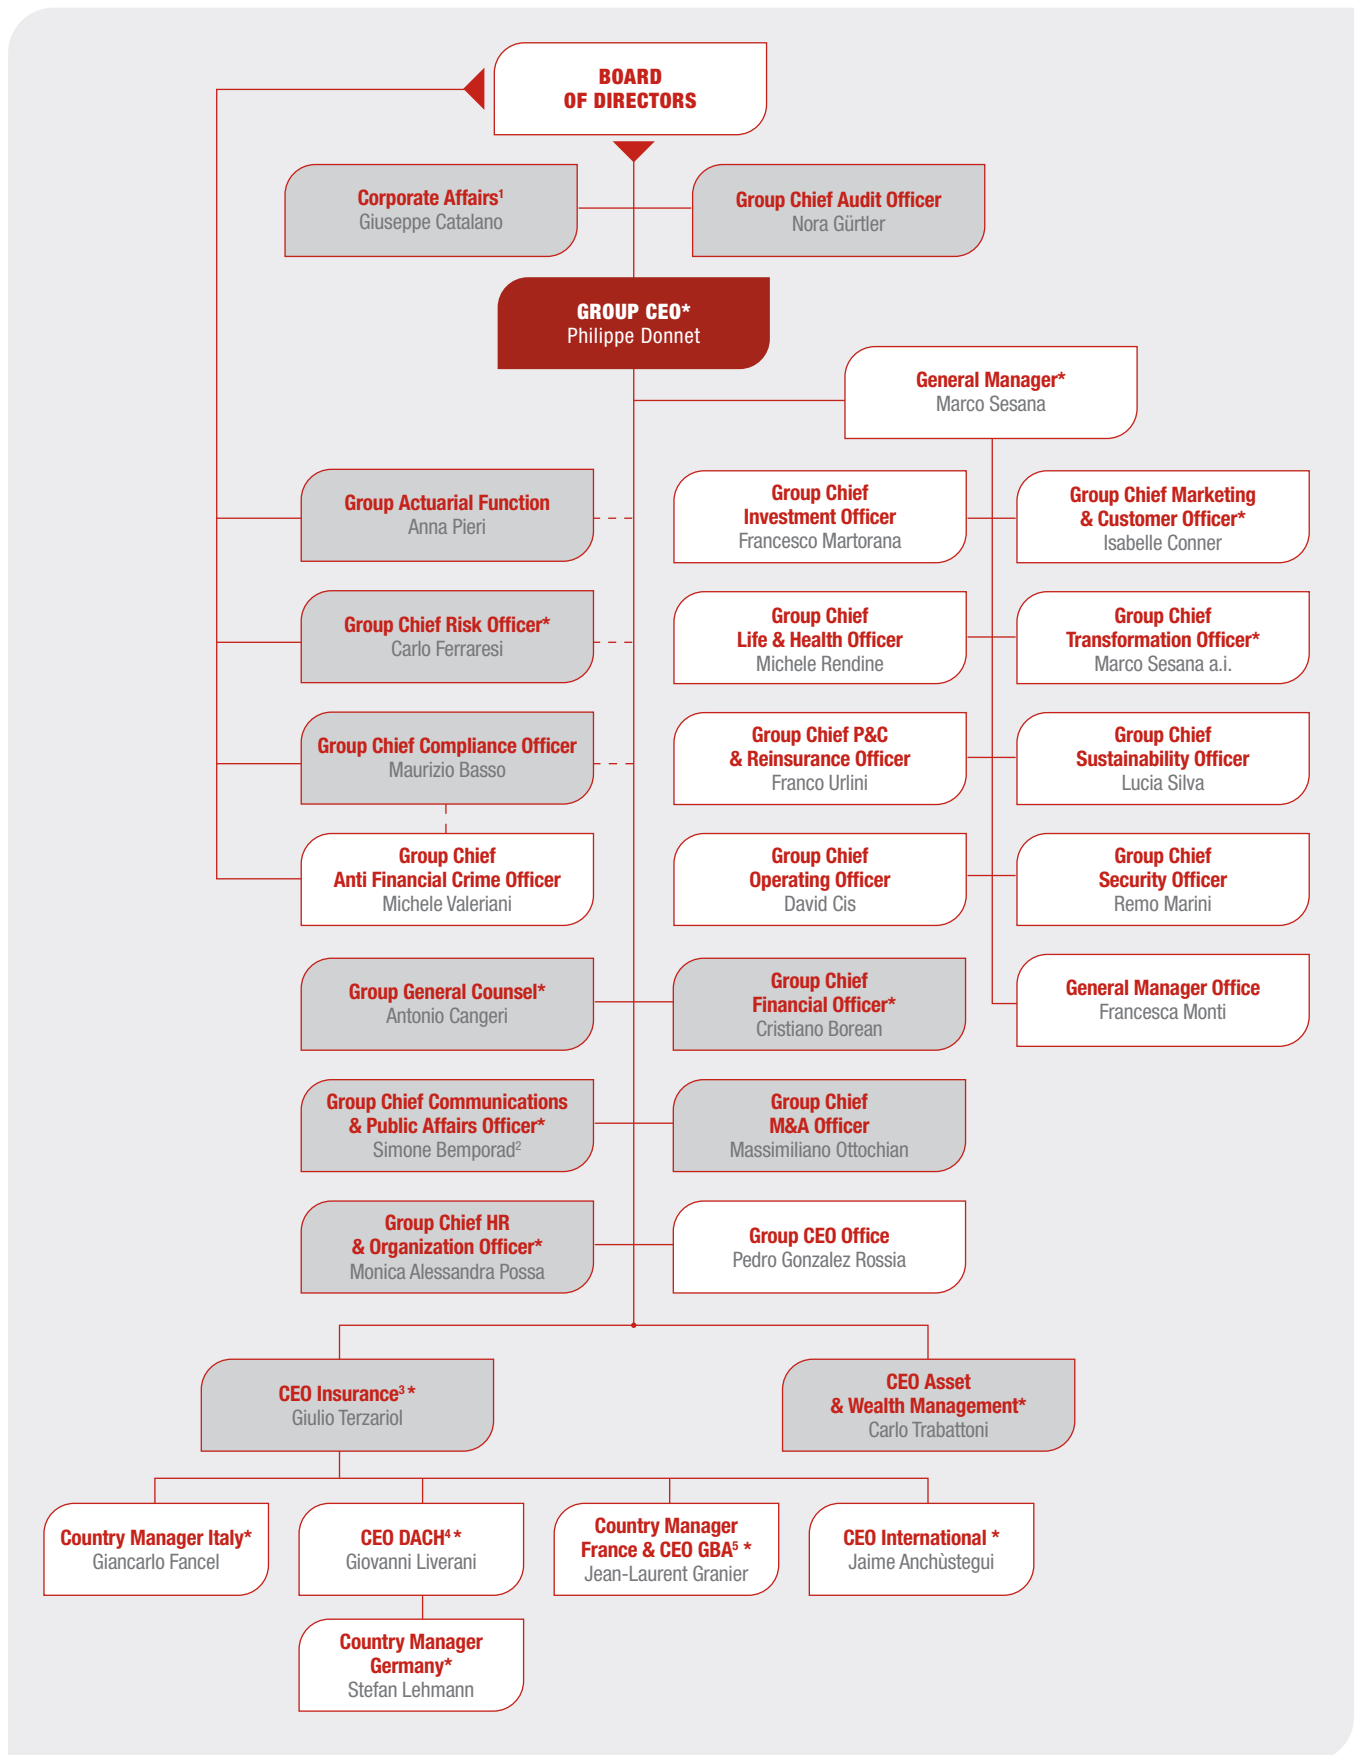 BOARD
OF DIRECTORS
Corporate Affairs¹
Giuseppe Catalano
Group Chief Audit Officer
Nora Gürtler
GROUP CEO*
Philippe Donnet
General Manager*
Marco Sesana
Group Actuarial Function
Anna Pieri
Group Chief
Investment Officer
Francesco Martorana
Group Chief Marketing
& Customer Officer*
Isabelle Conner
Group Chief Risk Officer*
Carlo Ferraresi
Group Chief
Life & Health Officer
Michele Rendine
Group Chief
Transformation Officer*
Marco Sesana a.i.
Group Chief Compliance Officer
Maurizio Basso
Group Chief P&C
& Reinsurance Officer
Franco Urlini
Group Chief
Sustainability Officer
Lucia Silva
Group Chief
Anti Financial Crime Officer
Michele Valeriani
Group Chief
Operating Officer
David Cis
Group Chief
Security Officer
Remo Marini
Group General Counsel*
Antonio Cangeri
Group Chief
Financial Officer*
Cristiano Borean
General Manager Office
Francesca Monti
Group Chief Communications
& Public Affairs Officer*
Simone Bemporad²
Group Chief
M&A Officer
Massimiliano Ottochian
Group Chief HR
& Organization Officer*
Monica Alessandra Possa
Group CEO Office
Pedro Gonzalez Rossia
CEO Insurance³ *
Giulio Terzariol
CEO Asset
& Wealth Management*
Carlo Trabattoni
Country Manager Italy*
Giancarlo Fancel
CEO DACH⁴ *
Giovanni Liverani
Country Manager
France & CEO GBA⁵ *
Jean-Laurent Granier
CEO International *
Jaime Anchùstegui
Country Manager
Germany*
Stefan Lehmann